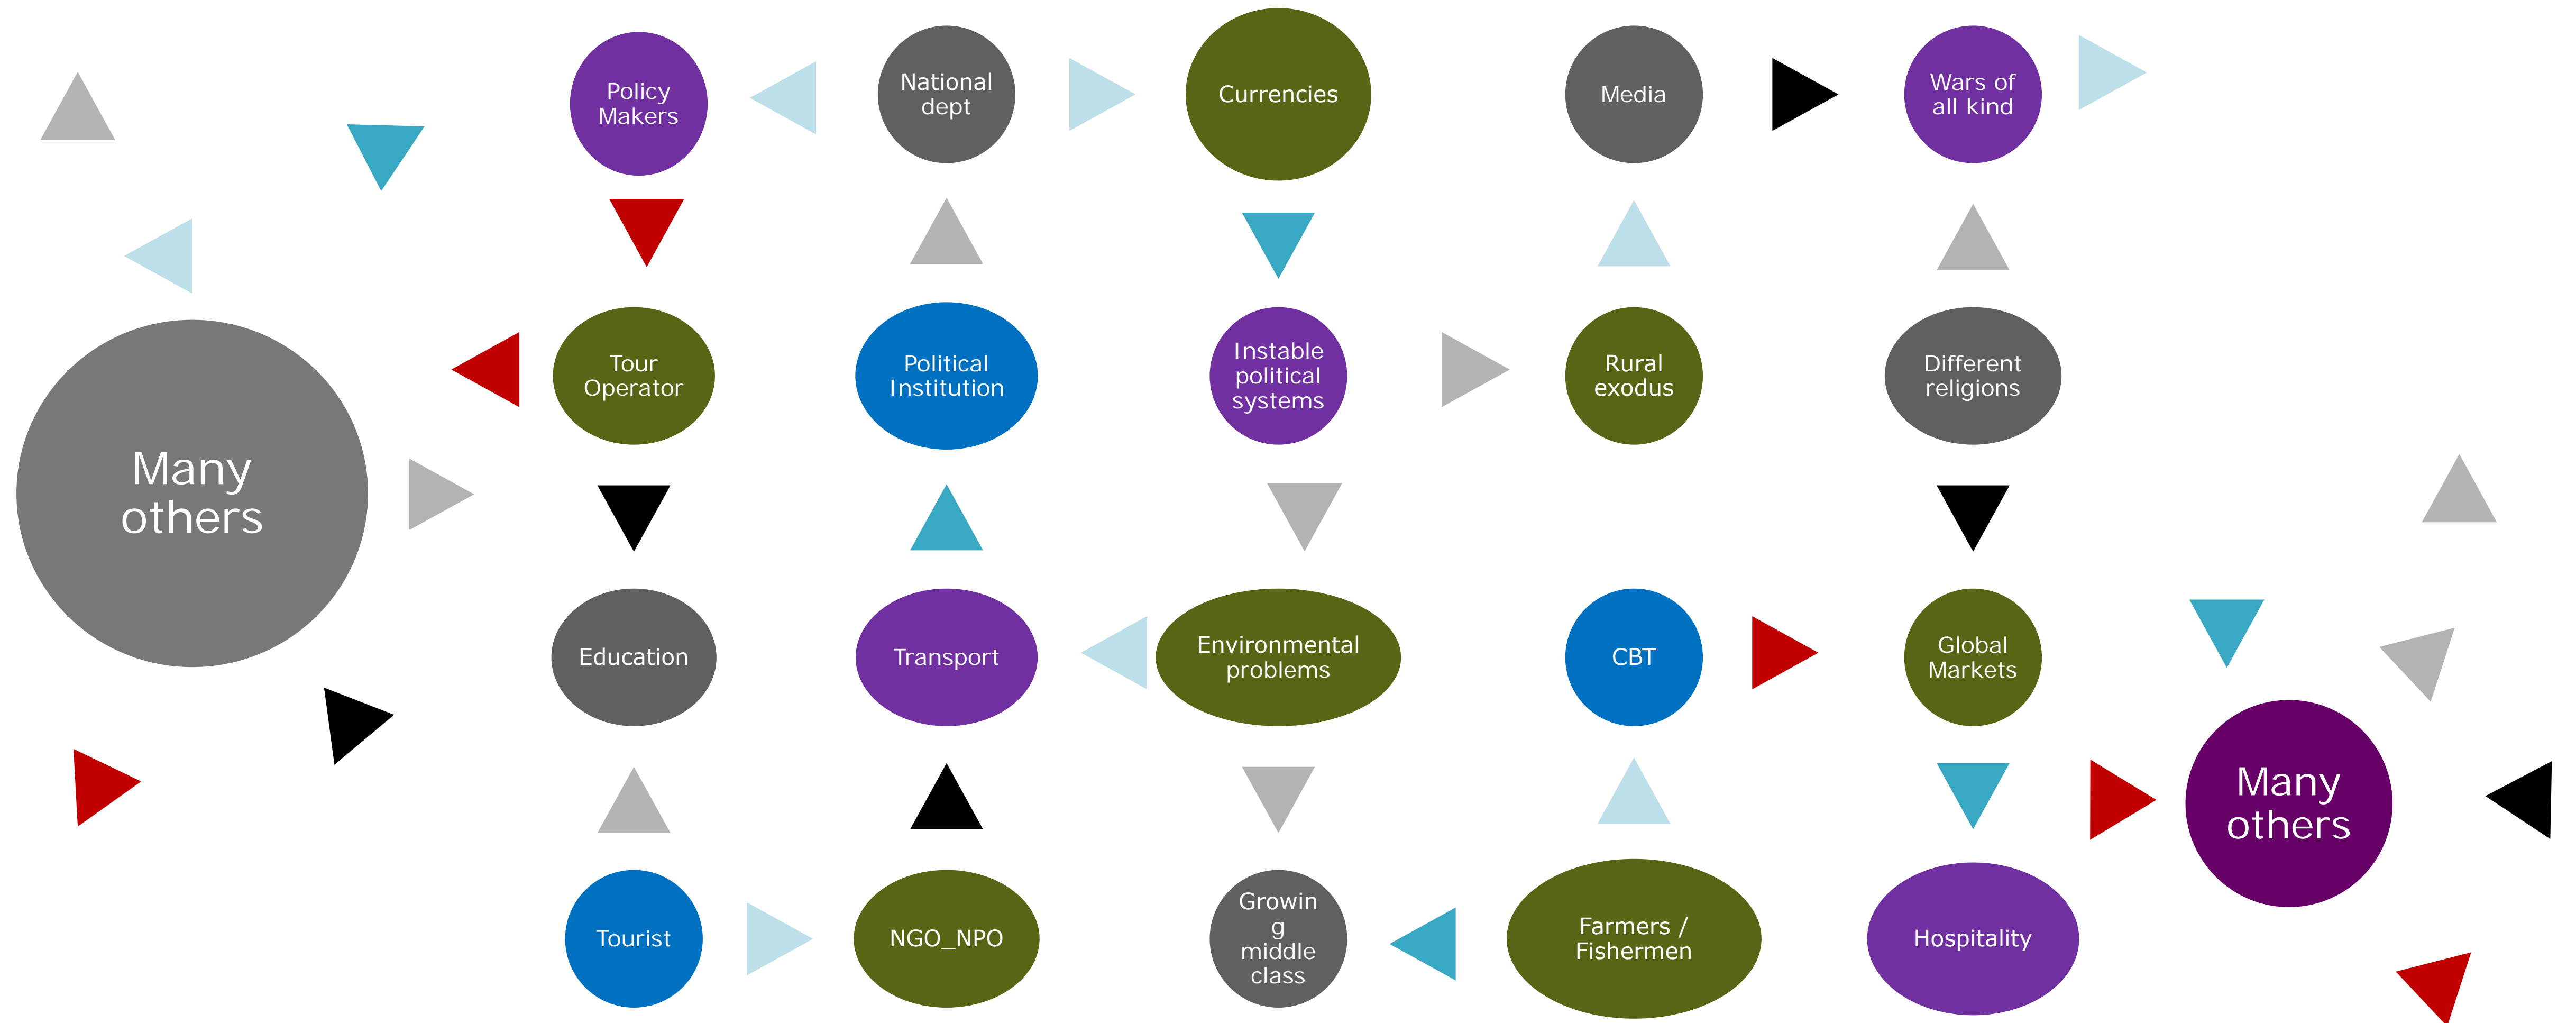 Policy
Makers
National
dept
Currencies
Media
Wars of
all kind
Tour
Operator
Political
Institution
Instable
political
systems
Rural
exodus
Different
religions
Many
others
Education
Transport
Environmental
problems
CBT
Global
Markets
Many
others
Tourist
NGO_NPO
Growin
g
middle
class
Farmers /
Fishermen
Hospitality